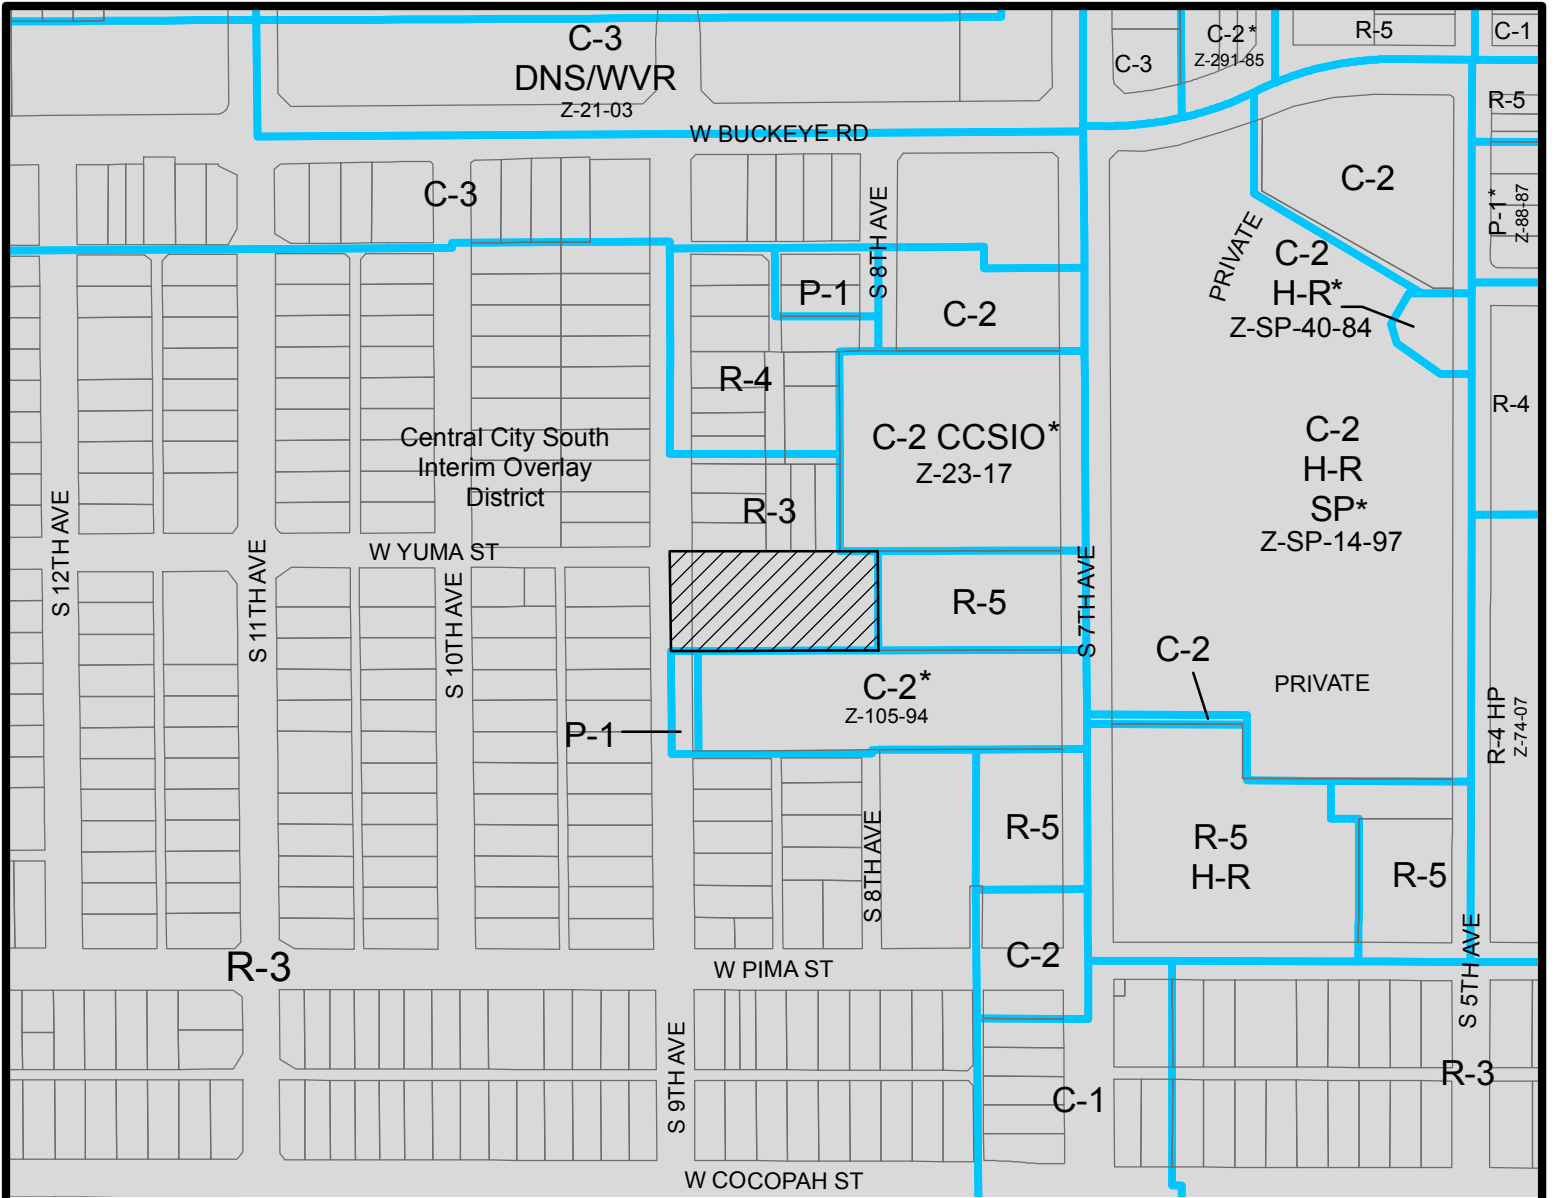 C-3
DNS/WVR
Z-21-03
C-2*
Z-291-85
R-5
C-1
C-3
R-5
W BUCKEYE RD
C-3
C-2
P-1*
Z-88-87
S 8TH AVE
PRIVATE
P-1
C-2
C-2
H-R*
Z-SP-40-84
R-4
R-4
Central City South
Interim Overlay
District
C-2 CCSIO*
Z-23-17
C-2
H-R
SP*
Z-SP-14-97
R-3
S 12TH AVE
S 11TH AVE
W YUMA ST
S 10TH AVE
R-5
S 7TH AVE
C-2
PRIVATE
C-2*
Z-105-94
P-1
R-4 HP
Z-74-07
S 8TH AVE
R-5
R-5
H-R
R-5
R-3
W PIMA ST
C-2
S 5TH AVE
S 9TH AVE
C-1
R-3
W COCOPAH ST